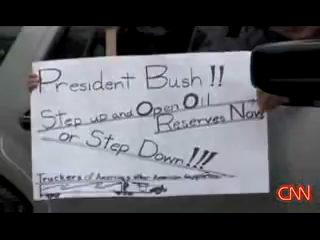 President Bush !!
Step up and Open Oil
Reserves Now
or Step Down!!!
Truckers of America
CNN